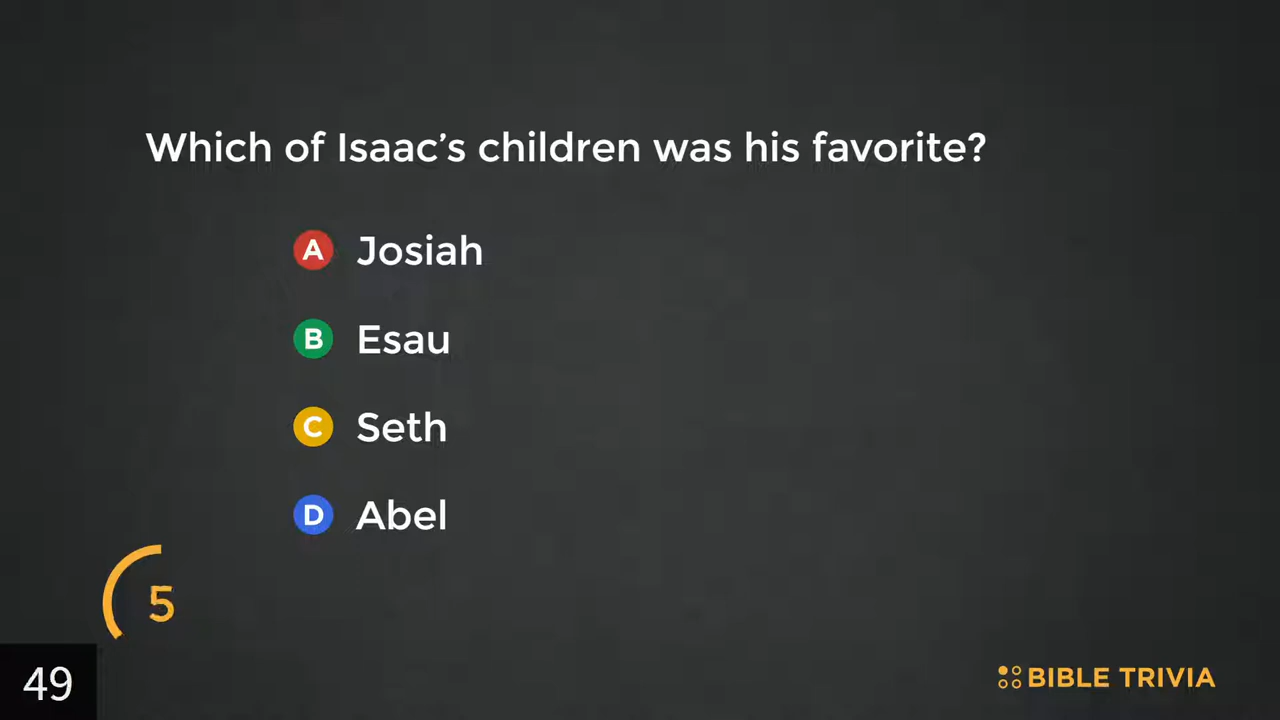 Which of Isaac’s children was his favorite?
A Josiah
B Esau
C Seth
D Abel
5
49
BIBLE TRIVIA